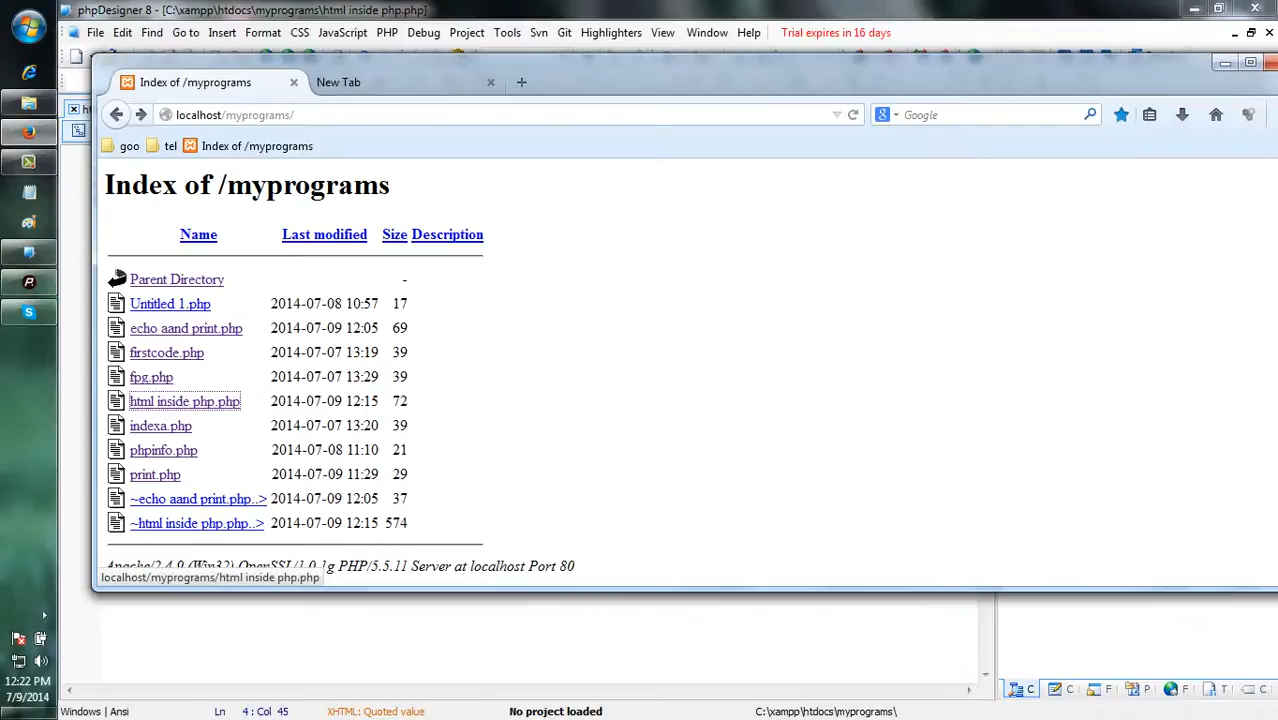 phpDesigner 8 - [C:\xampp\htdocs\myprograms\html inside php.php]
File Edit Find Go to Insert Format CSS JavaScript PHP Debug Project Tools Svn Git Highlighters View Window Help Trial expires in 16 days
Index of /myprograms New Tab
localhost/myprograms/ Google
goo tel Index of /myprograms
Index of /myprograms
Name Last modified Size Description
Parent Directory -
Untitled 1.php 2014-07-08 10:57 17
echo aand print.php 2014-07-09 12:05 69
firstcode.php 2014-07-07 13:19 39
fpg.php 2014-07-07 13:29 39
html inside php.php 2014-07-09 12:15 72
indexa.php 2014-07-07 13:20 39
phpinfo.php 2014-07-08 11:10 21
print.php 2014-07-09 11:29 29
~echo aand print.php..> 2014-07-09 12:05 37
~html inside php.php..> 2014-07-09 12:15 574
Apache/2.4.9 (Win32) OpenSSL/1.0.1g PHP/5.5.11 Server at localhost Port 80
localhost/myprograms/html inside php.php
12:22 PM
7/9/2014
C C F P F T C
Windows | Ansi Ln 4 : Col 45 XHTML: Quoted value No project loaded C:\xampp\htdocs\myprograms\